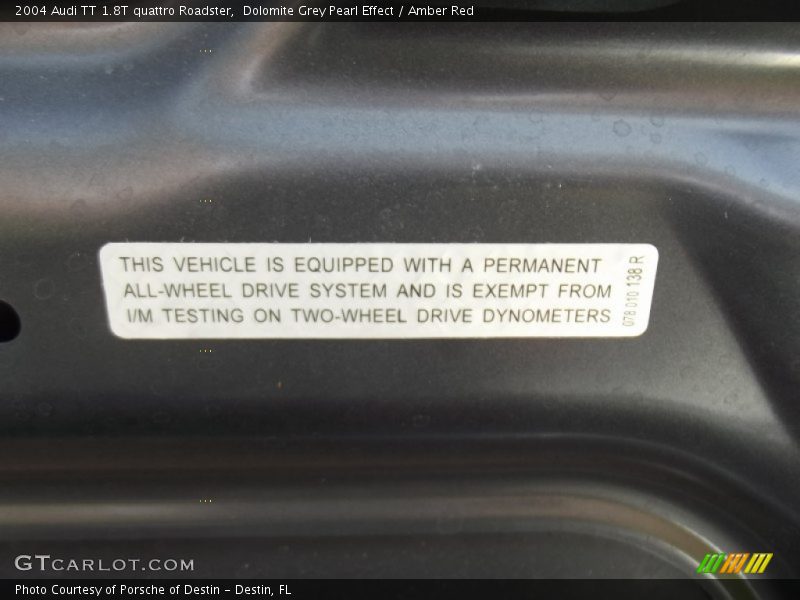 2004 Audi TT 1.8T quattro Roadster, Dolomite Grey Pearl Effect / Amber Red
THIS VEHICLE IS EQUIPPED WITH A PERMANENT
ALL-WHEEL DRIVE SYSTEM AND IS EXEMPT FROM
I/M TESTING ON TWO-WHEEL DRIVE DYNOMETERS
078 010 138 R
GTCARLOT.COM
Photo Courtesy of Porsche of Destin - Destin, FL